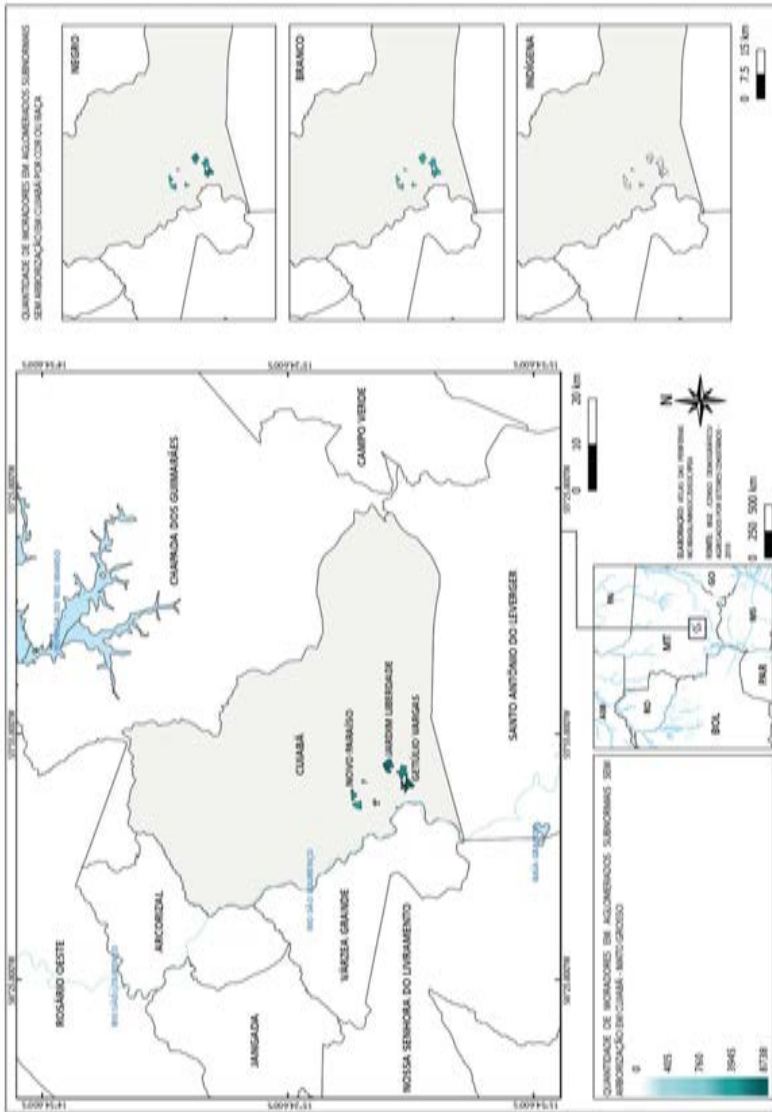 QUANTIDADE DE MORADORES EM AGLOMERADOS SUBNORMAIS
SEM ARBORIZAÇÃO EM CUIABÁ POR COR OU RAÇA
NEGRO
BRANCO
INDÍGENA
0 7.5 15 km
ROSÁRIO OESTE
CHAPADA DOS GUIMARÃES
ARCORIZAL
JANGADA
CUIABÁ
NOVO PARAÍSO
JARDIM LIBERDADE
GETULIO VARGAS
CAMPO VERDE
VÁRZEA GRANDE
NOSSA SENHORA DO LIVRAMENTO
SANTO ANTÔNIO DO LEVERGER
0 10 20 km
QUANTIDADE DE MORADORES EM AGLOMERADOS SUBNORMAIS SEM
ARBORIZAÇÃO EM CUIABÁ - MATO GROSSO
0
405
760
3945
8738
MT
RO
GO
MS
BOL
PAR
N
0 250 500 km